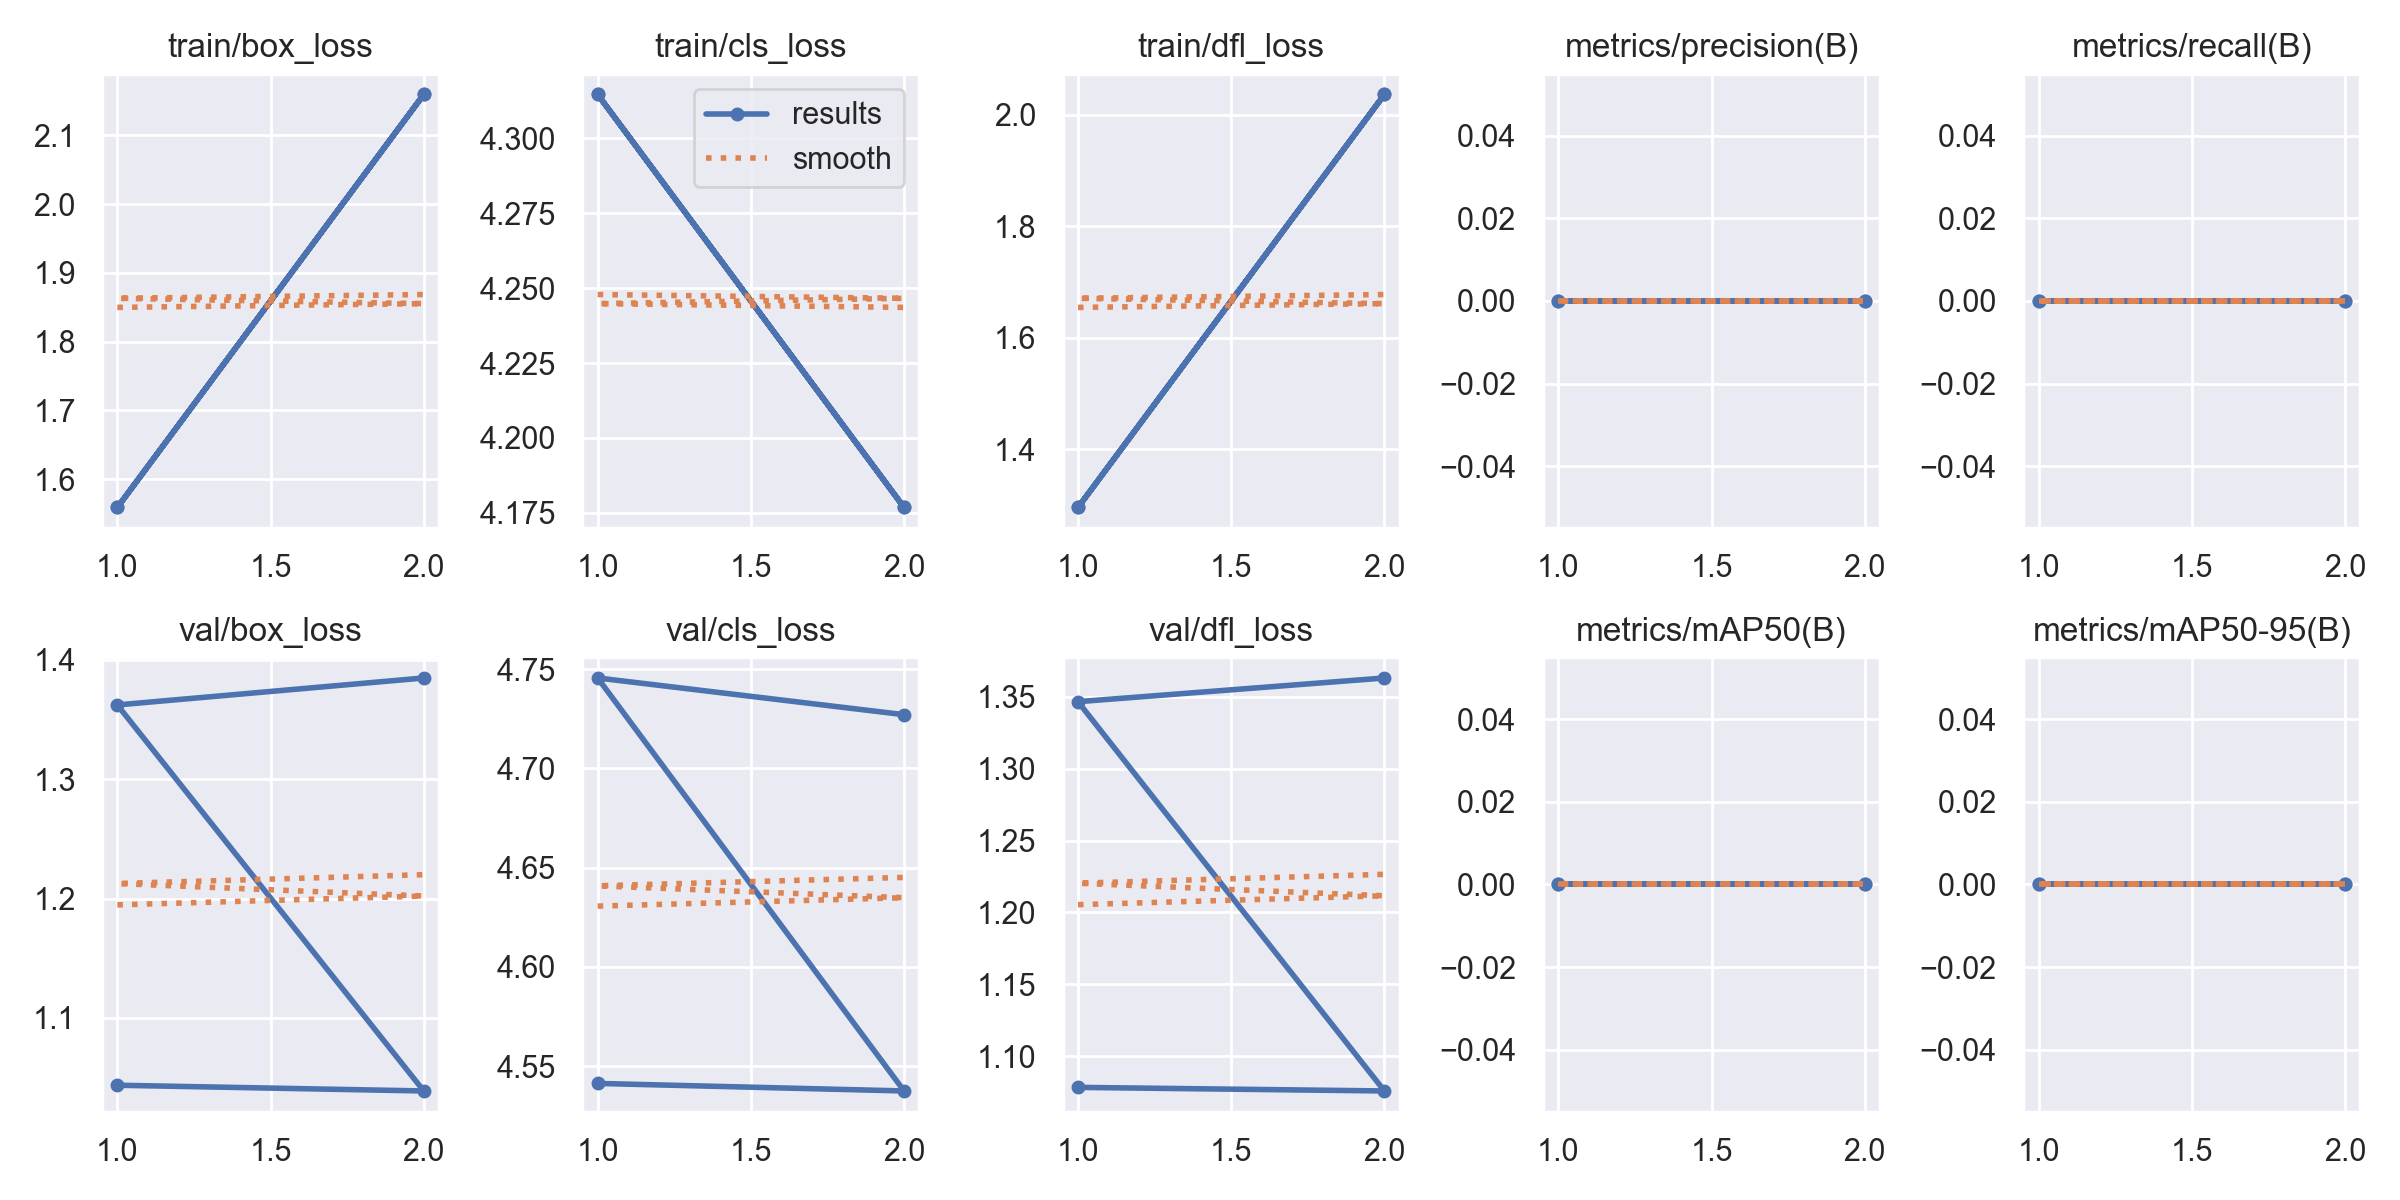 train/box_loss
train/cls_loss
train/dfl_loss
metrics/precision(B)
metrics/recall(B)
2.1
2.0
1.9
1.8
1.7
1.6
1.0 1.5 2.0
4.300
4.275
4.250
4.225
4.200
4.175
results
smooth
1.0 1.5 2.0
2.0
1.8
1.6
1.4
1.0 1.5 2.0
0.04
0.02
0.00
−0.02
−0.04
1.0 1.5 2.0
0.04
0.02
0.00
−0.02
−0.04
1.0 1.5 2.0
val/box_loss
val/cls_loss
val/dfl_loss
metrics/mAP50(B)
metrics/mAP50-95(B)
1.4
1.3
1.2
1.1
1.0 1.5 2.0
4.75
4.70
4.65
4.60
4.55
1.0 1.5 2.0
1.35
1.30
1.25
1.20
1.15
1.10
1.0 1.5 2.0
0.04
0.02
0.00
−0.02
−0.04
1.0 1.5 2.0
0.04
0.02
0.00
−0.02
−0.04
1.0 1.5 2.0